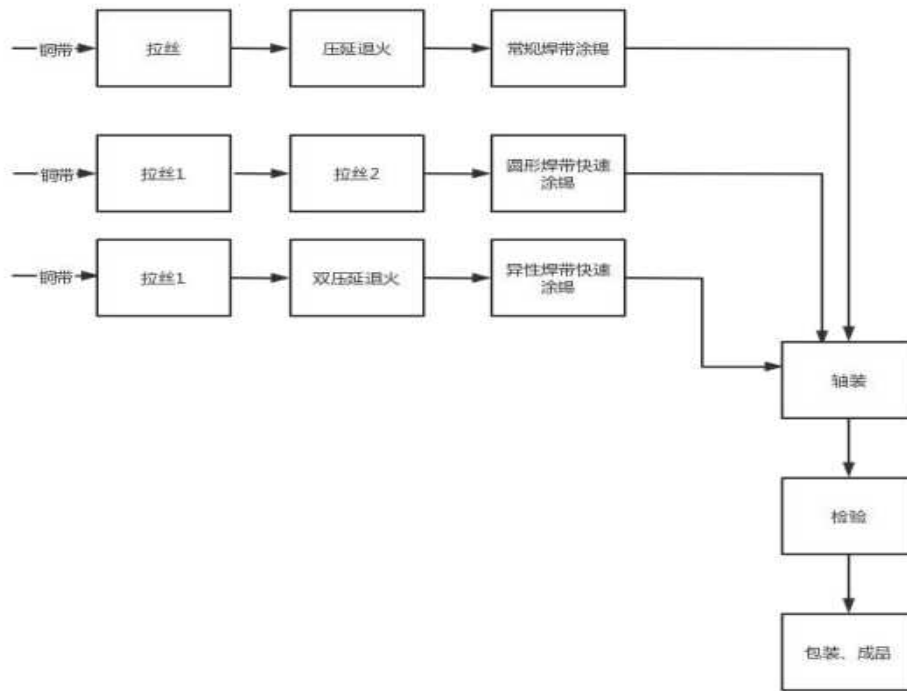 铜带
拉丝
压延退火
常规焊带涂锡
铜带
拉丝1
拉丝2
圆形焊带快速
涂锡
铜带
拉丝1
双压延退火
异性焊带快速
涂锡
轴装
检验
包装、成品